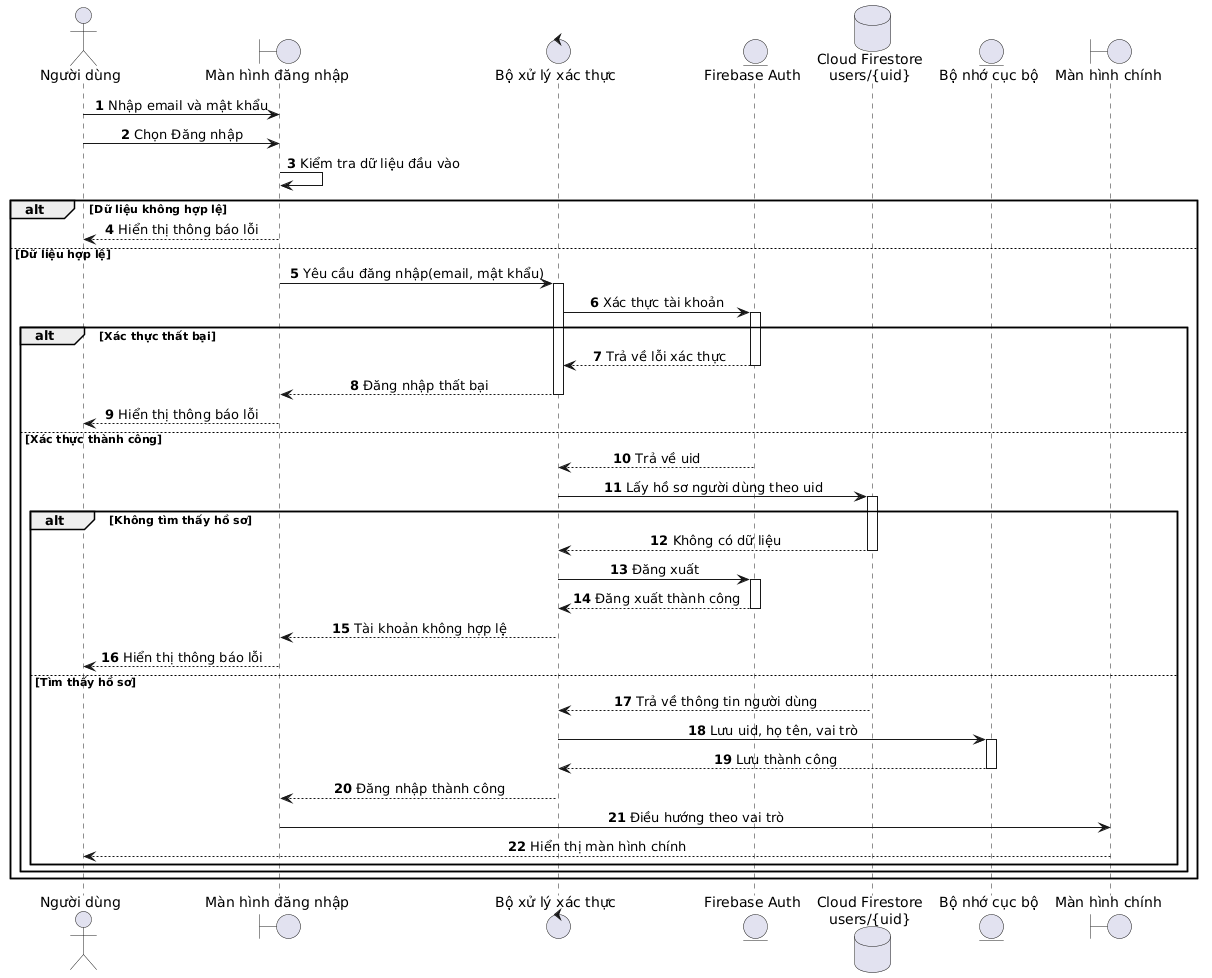 Người dùng
Màn hình đăng nhập
Bộ xử lý xác thực
Firebase Auth
Cloud Firestore
users/{uid}
Bộ nhớ cục bộ
Màn hình chính
1 Nhập email và mật khẩu
2 Chọn Đăng nhập
3 Kiểm tra dữ liệu đầu vào
alt [Dữ liệu không hợp lệ]
4 Hiển thị thông báo lỗi
[Dữ liệu hợp lệ]
5 Yêu cầu đăng nhập(email, mật khẩu)
6 Xác thực tài khoản
alt [Xác thực thất bại]
7 Trả về lỗi xác thực
8 Đăng nhập thất bại
9 Hiển thị thông báo lỗi
[Xác thực thành công]
10 Trả về uid
11 Lấy hồ sơ người dùng theo uid
alt [Không tìm thấy hồ sơ]
12 Không có dữ liệu
13 Đăng xuất
14 Đăng xuất thành công
15 Tài khoản không hợp lệ
16 Hiển thị thông báo lỗi
[Tìm thấy hồ sơ]
17 Trả về thông tin người dùng
18 Lưu uid, họ tên, vai trò
19 Lưu thành công
20 Đăng nhập thành công
21 Điều hướng theo vai trò
22 Hiển thị màn hình chính
Người dùng
Màn hình đăng nhập
Bộ xử lý xác thực
Firebase Auth
Cloud Firestore
users/{uid}
Bộ nhớ cục bộ
Màn hình chính